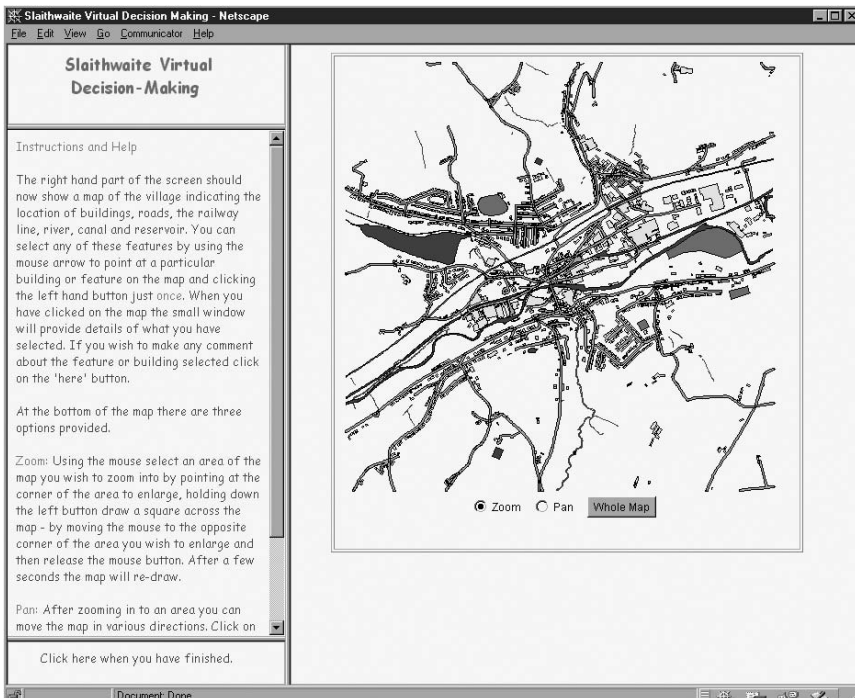 Slaithwaite Virtual Decision Making - Netscape
File Edit View Go Communicator Help
Slaithwaite Virtual
Decision-Making
Instructions and Help
The right hand part of the screen should
now show a map of the village indicating the
location of buildings, roads, the railway
line, river, canal and reservoir. You can
select any of these features by using the
mouse arrow to point at a particular
building or feature on the map and clicking
the left hand button just once. When you
have clicked on the map the small window
will provide details of what you have
selected. If you wish to make any comment
about the feature or building selected click
on the 'here' button.
At the bottom of the map there are three
options provided.
Zoom: Using the mouse select an area of the
map you wish to zoom into by pointing at the
corner of the area to enlarge, holding down
the left button draw a square across the
map - by moving the mouse to the opposite
corner of the area you wish to enlarge and
then release the mouse button. After a few
seconds the map will re-draw.
Pan: After zooming in to an area you can
move the map in various directions. Click on
Click here when you have finished.
Zoom Pan Whole Map
Document: Done